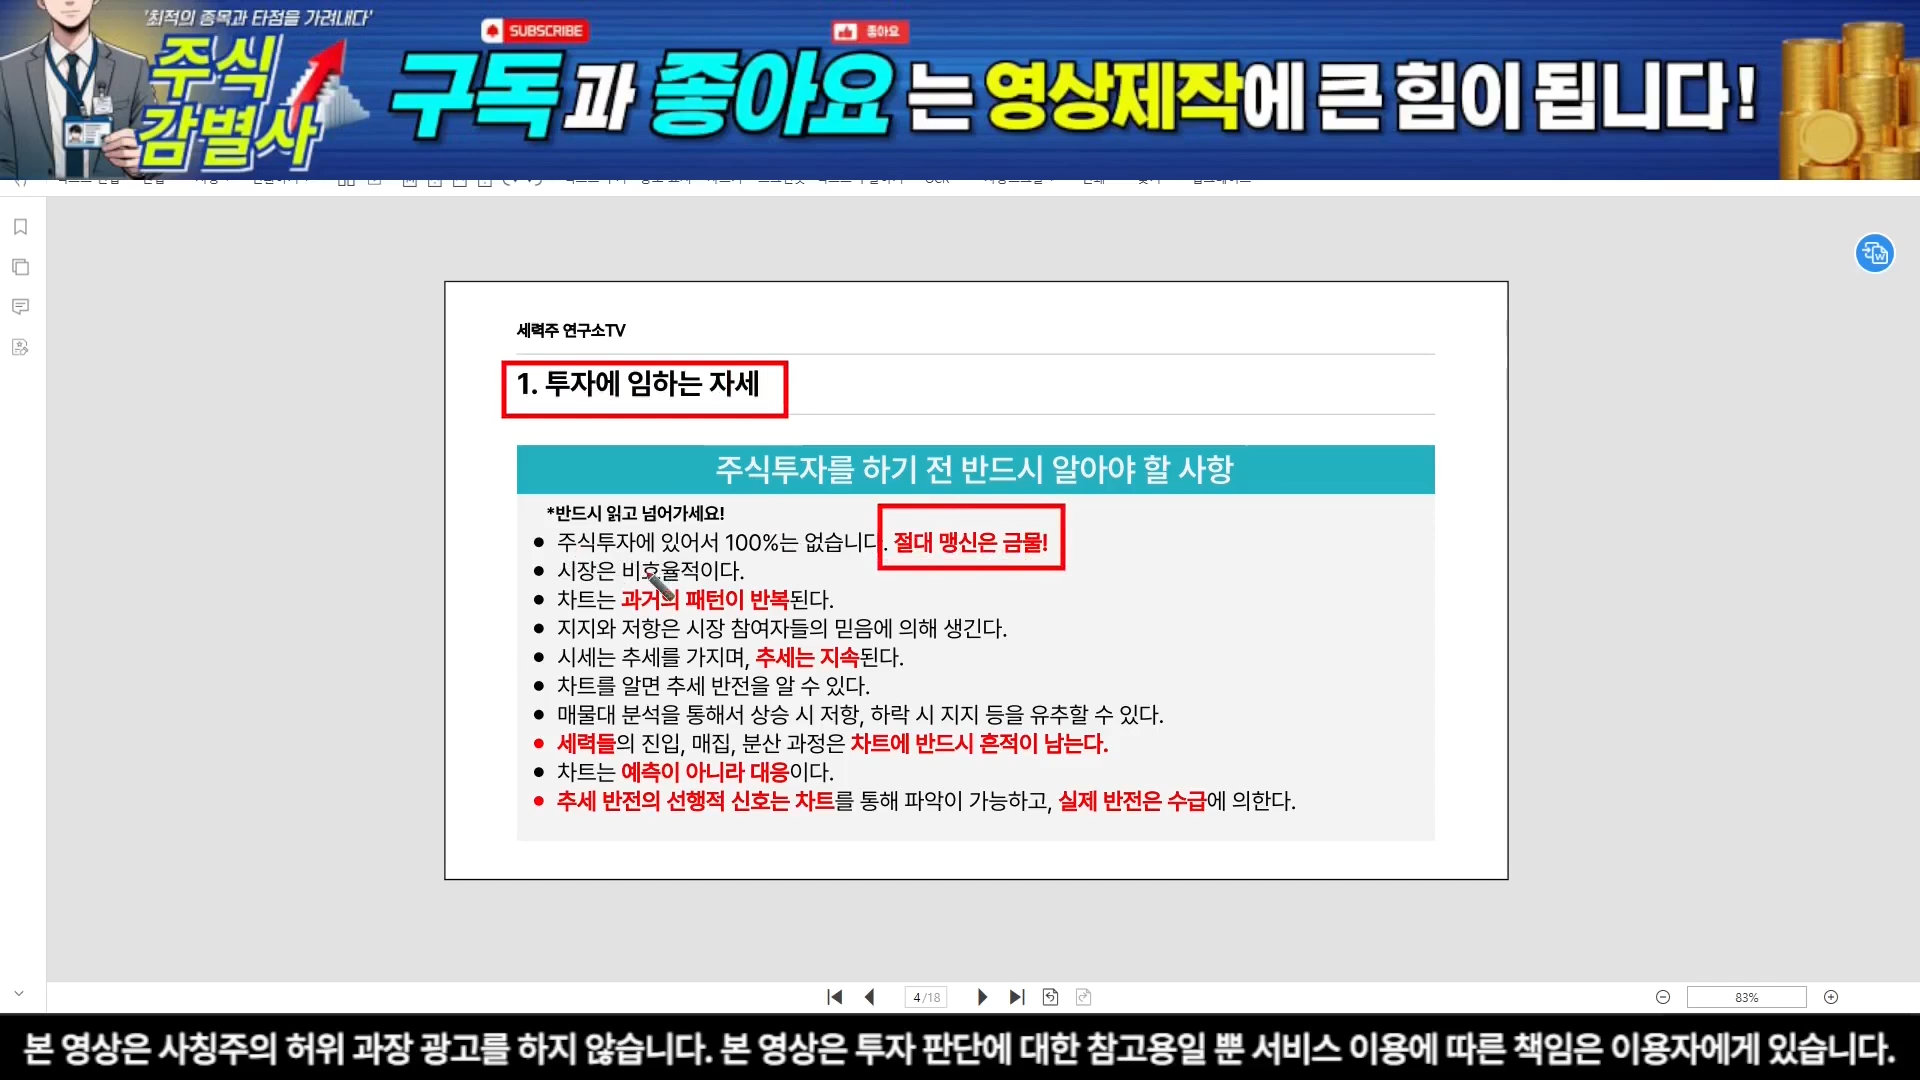 '최적의 종목과 타점을 가려내다'
주식
감별사
SUBSCRIBE
좋아요
구독과 좋아요는 영상제작에 큰 힘이 됩니다!
세력주 연구소TV
1. 투자에 임하는 자세
주식투자를 하기 전 반드시 알아야 할 사항
*반드시 읽고 넘어가세요!
● 주식투자에 있어서 100%는 없습니다. 절대 맹신은 금물!
● 시장은 비효율적이다.
● 차트는 과거의 패턴이 반복된다.
● 지지와 저항은 시장 참여자들의 믿음에 의해 생긴다.
● 시세는 추세를 가지며, 추세는 지속된다.
● 차트를 알면 추세 반전을 알 수 있다.
● 매물대 분석을 통해서 상승 시 저항, 하락 시 지지 등을 유추할 수 있다.
● 세력들의 진입, 매집, 분산 과정은 차트에 반드시 흔적이 남는다.
● 차트는 예측이 아니라 대응이다.
● 추세 반전의 선행적 신호는 차트를 통해 파악이 가능하고, 실제 반전은 수급에 의한다.
4/18
83%
본 영상은 사칭주의 허위 과장 광고를 하지 않습니다. 본 영상은 투자 판단에 대한 참고용일 뿐 서비스 이용에 따른 책임은 이용자에게 있습니다.